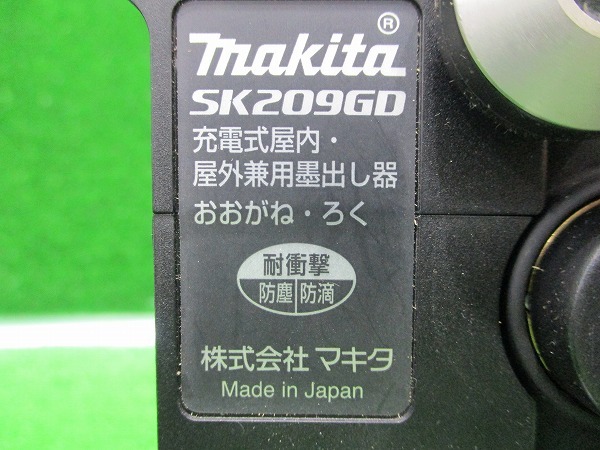 makita®
SK209GD
充電式屋内・
屋外兼用墨出し器
おおがね・ろく
耐衝撃
防塵|防滴
株式会社 マキタ
Made in Japan